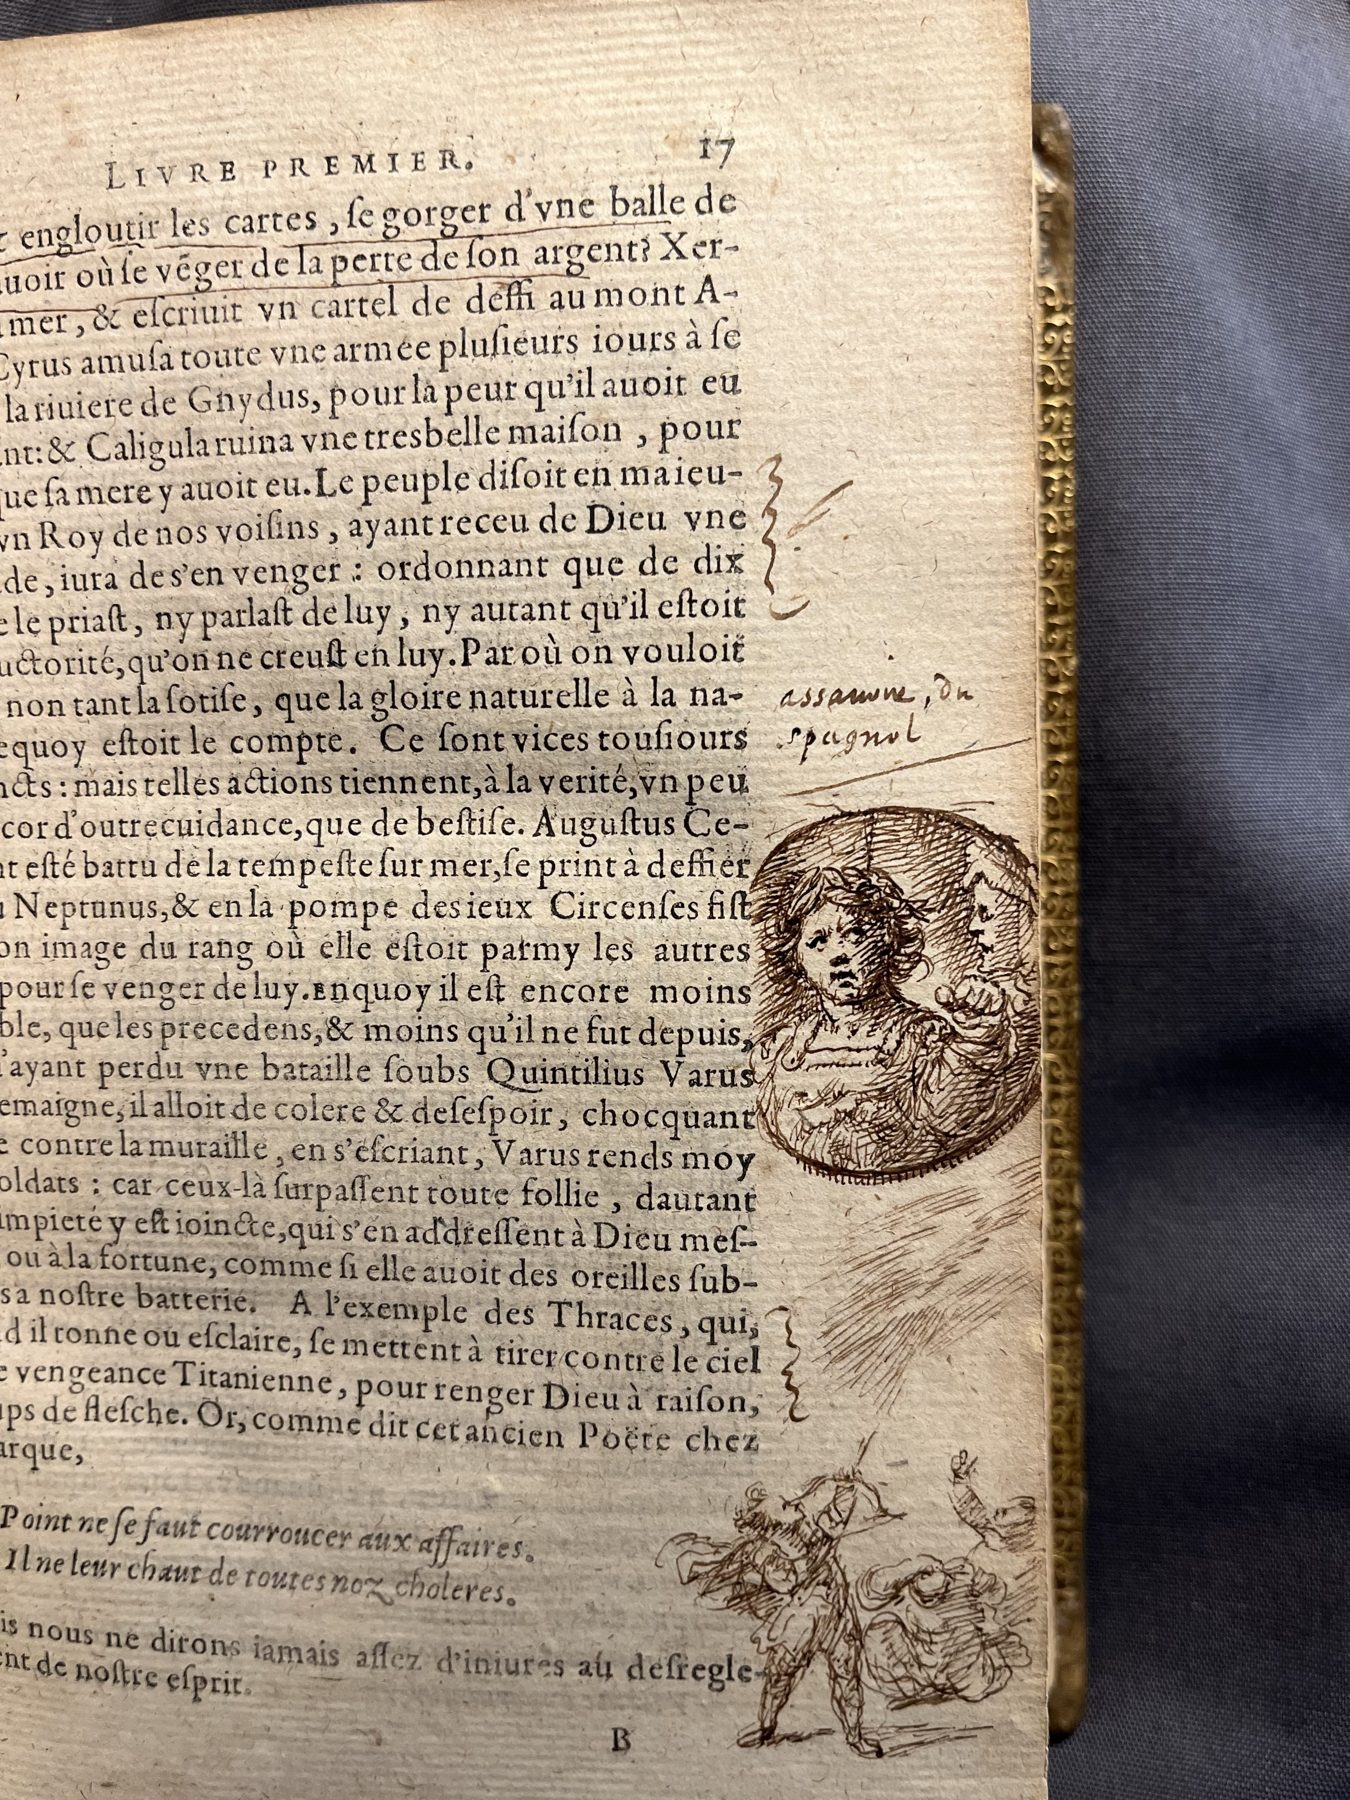 LIVRE PREMIER. 17
& engloutir les cartes, ſe gorger d'vne balle de
auoir où ſe vēger de la perte de ſon argent? Xer-
mer, & eſcriuit vn cartel de deffi au mont A-
Cyrus amuſa toute vne armée pluſieurs iours à ſe
la riuiere de Gnydus, pour la peur qu'il auoit eu
ant: & Caligula ruina vne tresbelle maiſon, pour
que ſa mere y auoit eu. Le peuple diſoit en ma ieu-
vn Roy de nos voiſins, ayant receu de Dieu vne
de, iura de s'en venger: ordonnant que de dix
e le priaſt, ny parlaſt de luy, ny autant qu'il eſtoit
uctorité, qu'on ne creuſt en luy. Par où on vouloit
non tant la ſotiſe, que la gloire naturelle à la na-
equoy eſtoit le compte. Ce ſont vices touſiours
ncts: mais telles actions tiennent, à la verité, vn peu
cor d'outrecuidance, que de beſtiſe. Auguſtus Ce-
nt eſté battu de la tempeſte ſur mer, ſe print à deffier
u Neptunus, & en la pompe des ieux Circenſes fiſt
on image du rang où elle eſtoit parmy les autres
pour ſe venger de luy. Enquoy il eſt encore moins
ble, que les precedens, & moins qu'il ne fut depuis,
l'ayant perdu vne bataille ſoubs Quintilius Varus
emaigne, il alloit de colere & deſeſpoir, chocquant
e contre la muraille, en s'eſcriant, Varus rends moy
oldats: car ceux-là ſurpaſſent toute follie, dautant
mpieté y eſt ioincte, qui s'en addreſſent à Dieu meſ-
ou à la fortune, comme ſi elle auoit des oreilles ſub-
s a noſtre batterie. A l'exemple des Thraces, qui,
d il tonne ou eſclaire, ſe mettent à tirer contre le ciel
e vengeance Titanienne, pour renger Dieu à raiſon,
ups de fleſche. Or, comme dit cet ancien Poëte chez
arque,
Point ne ſe faut courroucer aux affaires.
Il ne leur chaut de toutes noz choleres.
is nous ne dirons iamais aſſez d'iniures au deſregle-
ent de noſtre eſprit.
B
du
spagnol